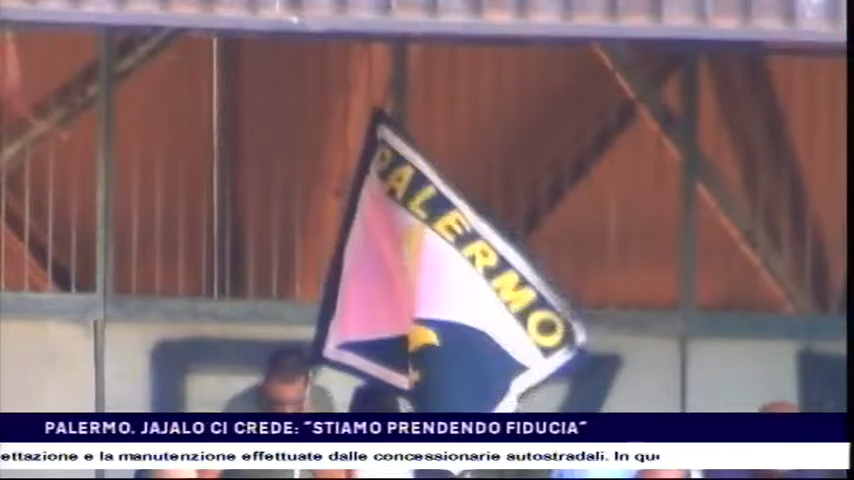 PALERMO
PALERMO. JAJALO CI CREDE: "STIAMO PRENDENDO FIDUCIA"
ettazione e la manutenzione effettuate dalle concessionarie autostradali. In qu